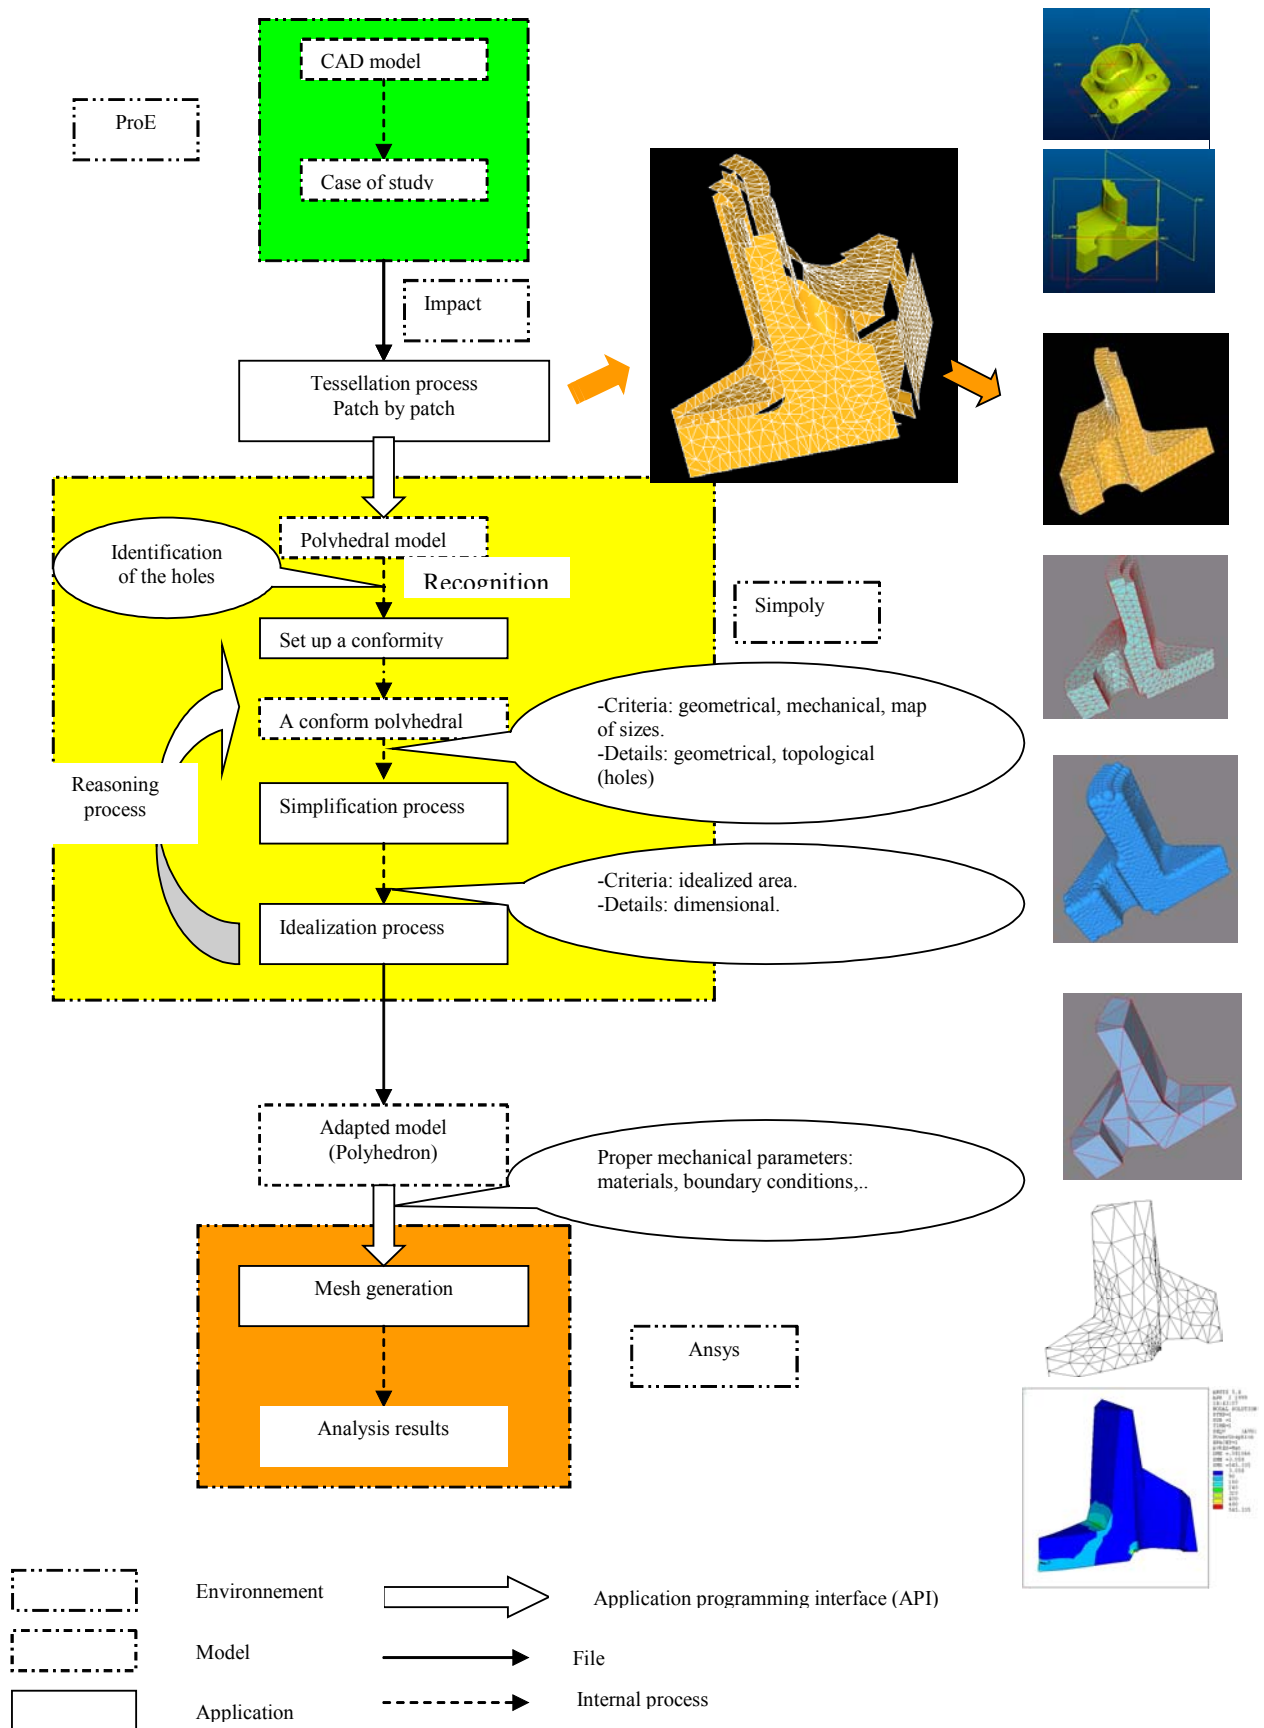 CAD model
ProE
Case of study
Impact
Tessellation process
Patch by patch
Polyhedral model
Identification
of the holes
Recognition
Simpoly
Set up a conformity
A conform polyhedral
-Criteria: geometrical, mechanical, map
of sizes.
-Details: geometrical, topological
(holes)
Reasoning
process
Simplification process
-Criteria: idealized area.
-Details: dimensional.
Idealization process
Adapted model
(Polyhedron)
Proper mechanical parameters:
materials, boundary conditions,..
Mesh generation
Ansys
Analysis results
Environnement
Application programming interface (API)
Model
File
Internal process
Application